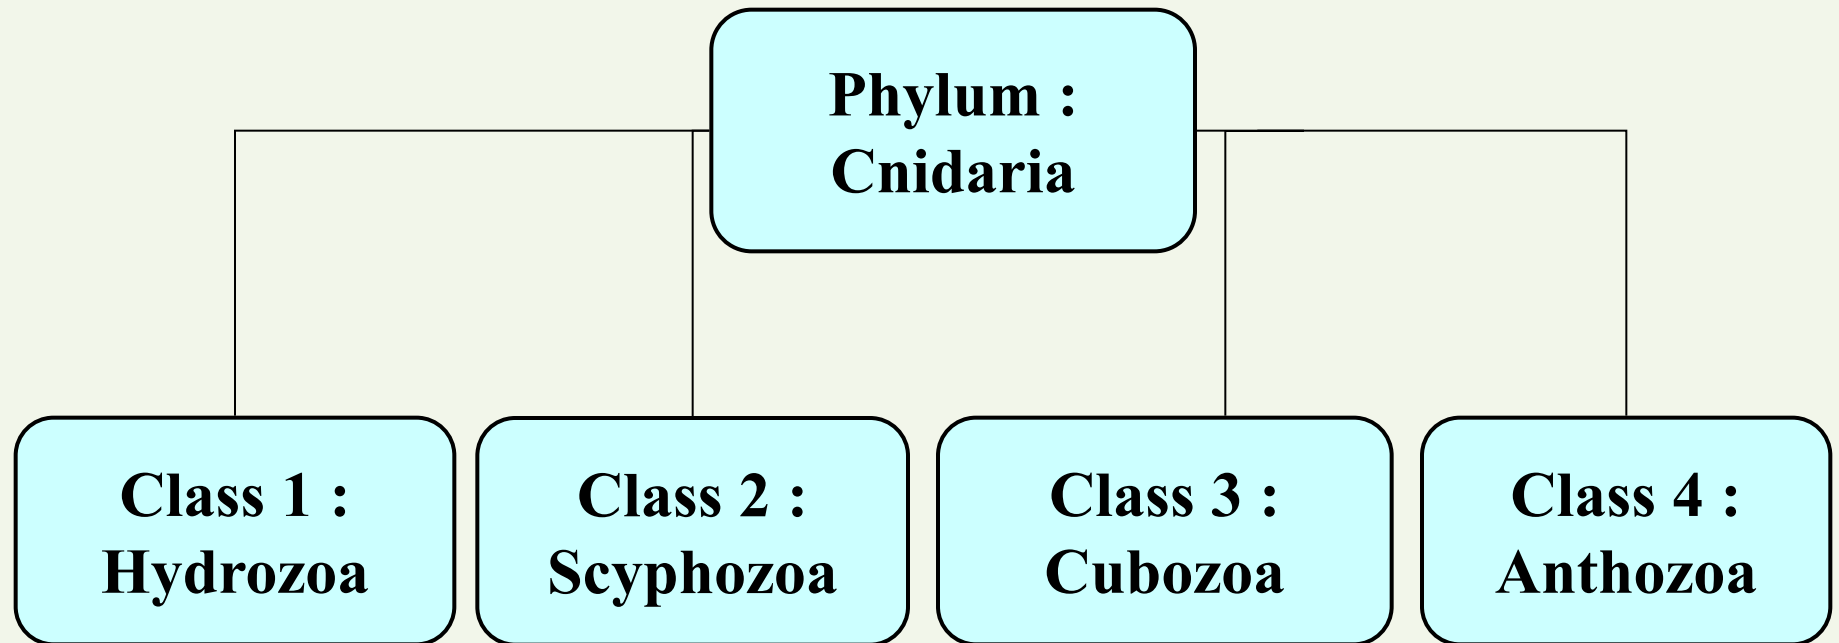 Phylum :
Cnidaria
Class 1 :
Hydrozoa
Class 2 :
Scyphozoa
Class 3 :
Cubozoa
Class 4 :
Anthozoa